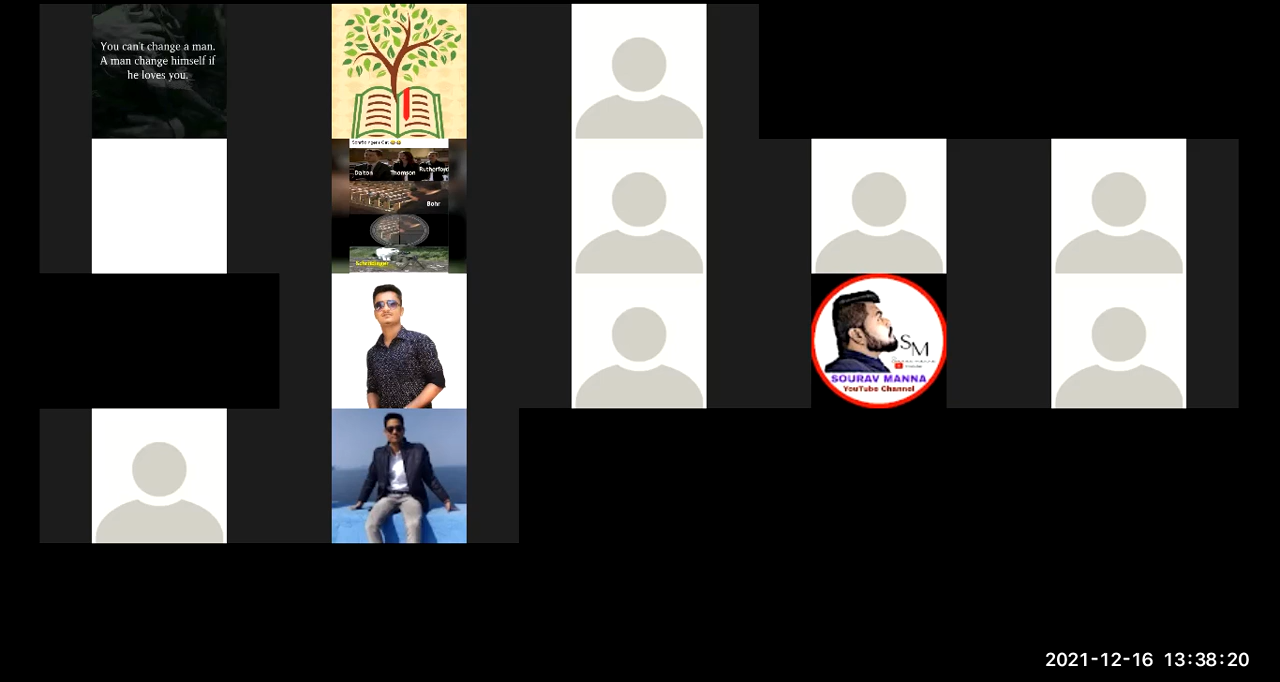 You can't change a man.
A man change himself if
he loves you.
Dalton
Thomson
Rutherford
Bohr
Schrödinger
SM
SOURAV MANNA
YouTube Channel
2021-12-16 13:38:20